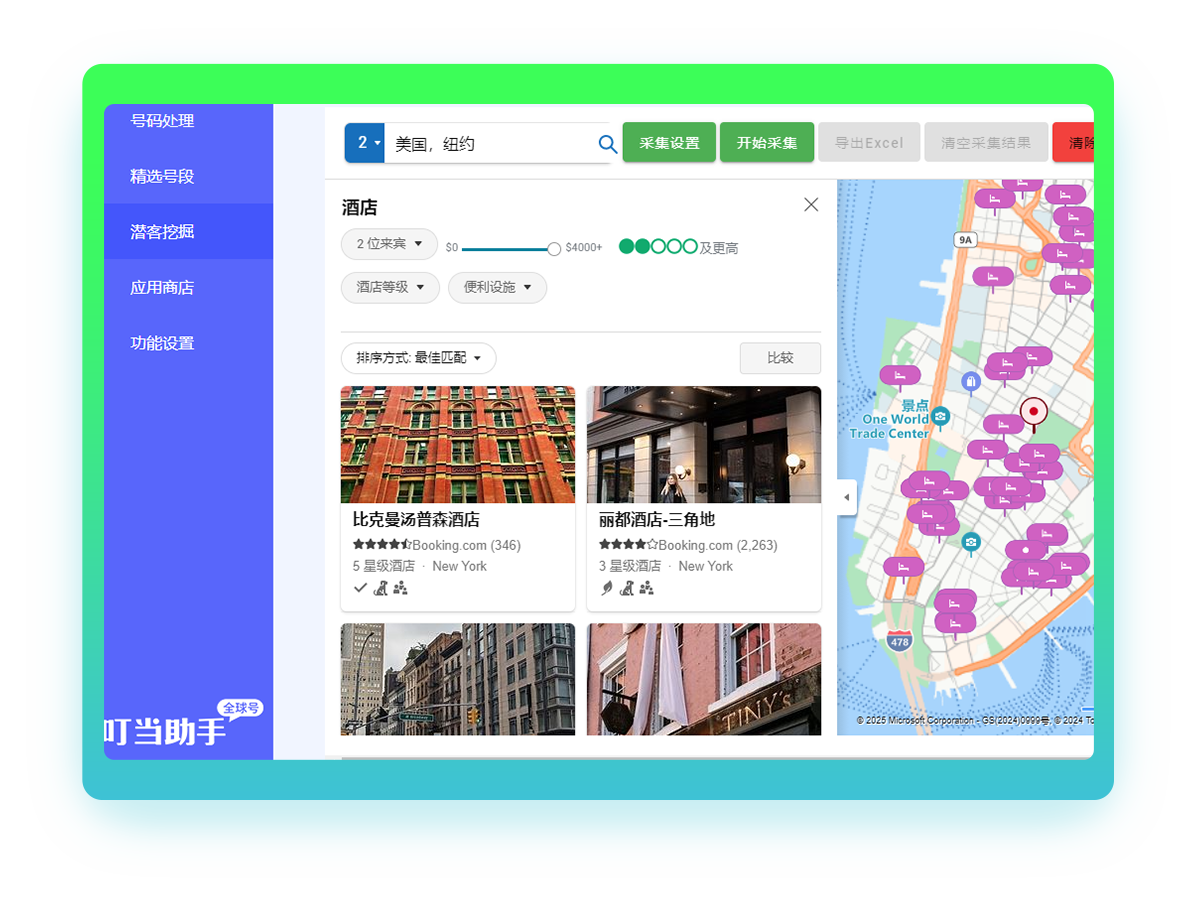 号码处理
精选号段
潜客挖掘
应用商店
功能设置
全球号
叮当助手
2 美国，纽约 采集设置 开始采集 导出Excel 清空采集结果 清除
酒店
2 位来宾 $0 $4000+ 及更高
酒店等级 便利设施
排序方式: 最佳匹配 比较
比克曼汤普森酒店
Booking.com (346)
5 星级酒店 · New York
丽都酒店-三角地
Booking.com (2,263)
3 星级酒店 · New York
TINY's
9A
景点
One World
Trade Center
478
© 2025 Microsoft Corporation - GS(2024)0999号, © 2024 To